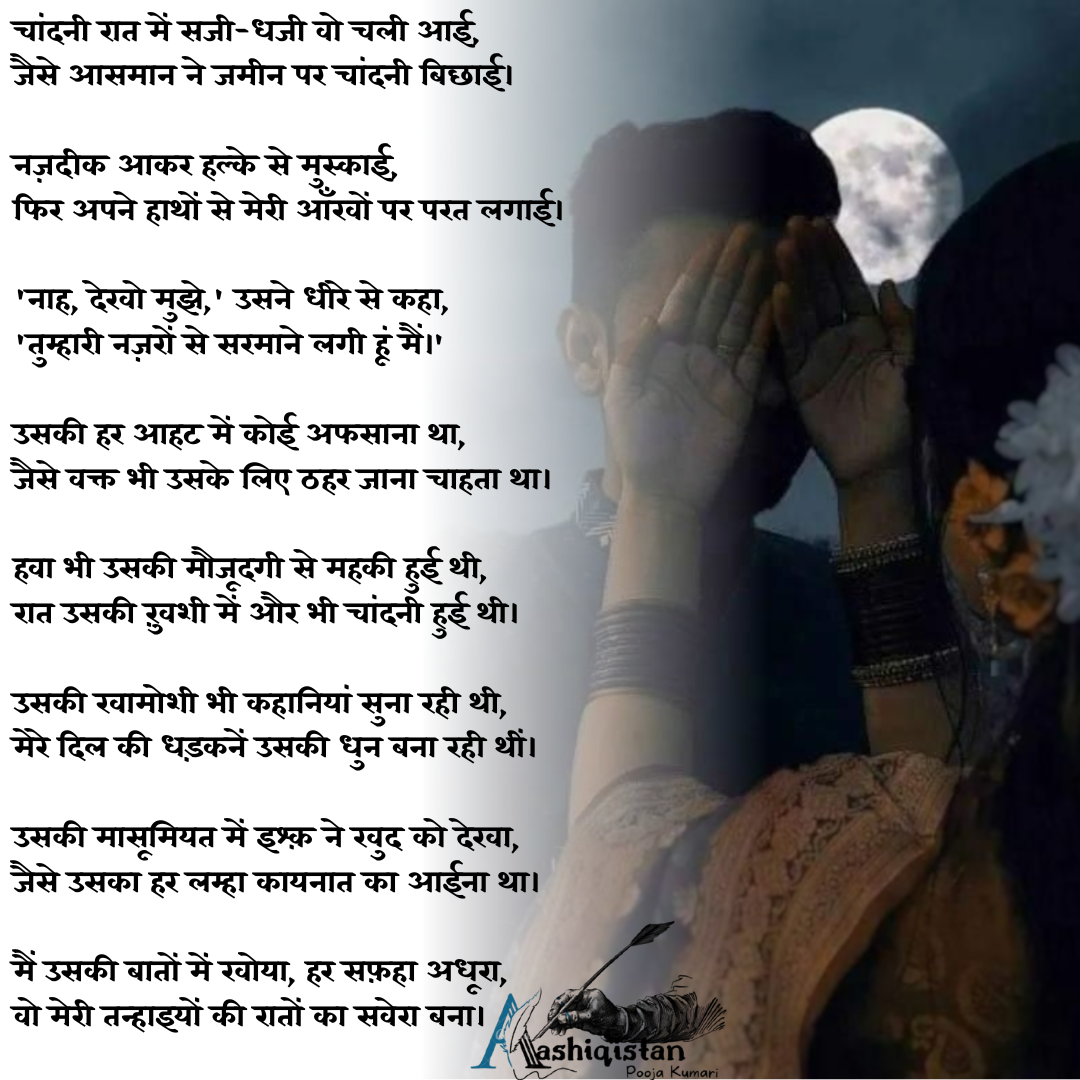 चांदनी रात में सजी-धजी वो चली आई,
जैसे आसमान ने जमीन पर चांदनी बिछाई।
नज़दीक आकर हल्के से मुस्काई,
फिर अपने हाथों से मेरी आँखों पर परत लगाई।
'नाह, देखो मुझे,' उसने धीरे से कहा,
'तुम्हारी नज़रों से सरमाने लगी हूं मैं।'
उसकी हर आहट में कोई अफसाना था,
जैसे वक्त भी उसके लिए ठहर जाना चाहता था।
हवा भी उसकी मौजूदगी से महकी हुई थी,
रात उसकी ख़ुशी में और भी चांदनी हुई थी।
उसकी खामोशी भी कहानियां सुना रही थी,
मेरे दिल की धड़कनें उसकी धुन बना रही थीं।
उसकी मासूमियत में इश्क़ ने खुद को देखा,
जैसे उसका हर लम्हा कायनात का आईना था।
मैं उसकी बातों में खोया, हर सफ़हा अधूरा,
वो मेरी तन्हाइयों की रातों का सवेरा बना।
Aashiqistan
Pooja Kumari